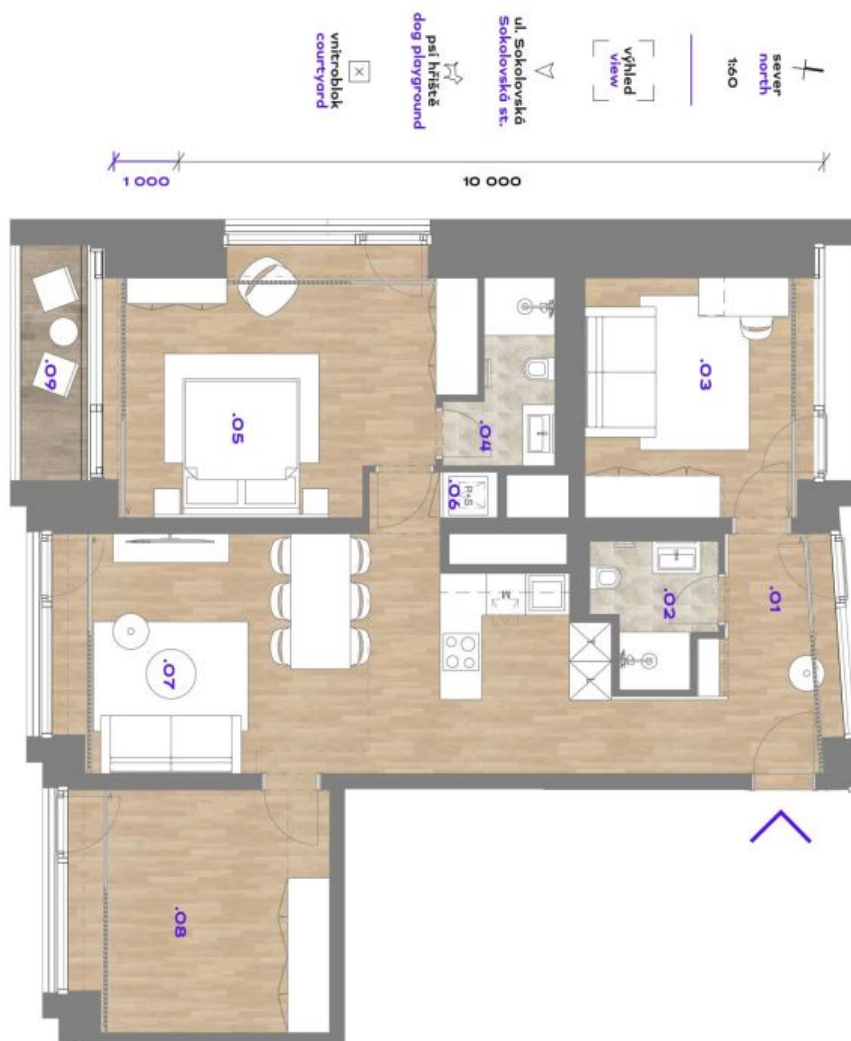 sever
north
1:60
výhled
view
ul. Sokolovská
Sokolovská st.
psí hřiště
dog playground
vnitroblok
courtyard
10 000
1 000
.01
.02
.03
.04
.05
.06
P+S
M
.07
.08
.09